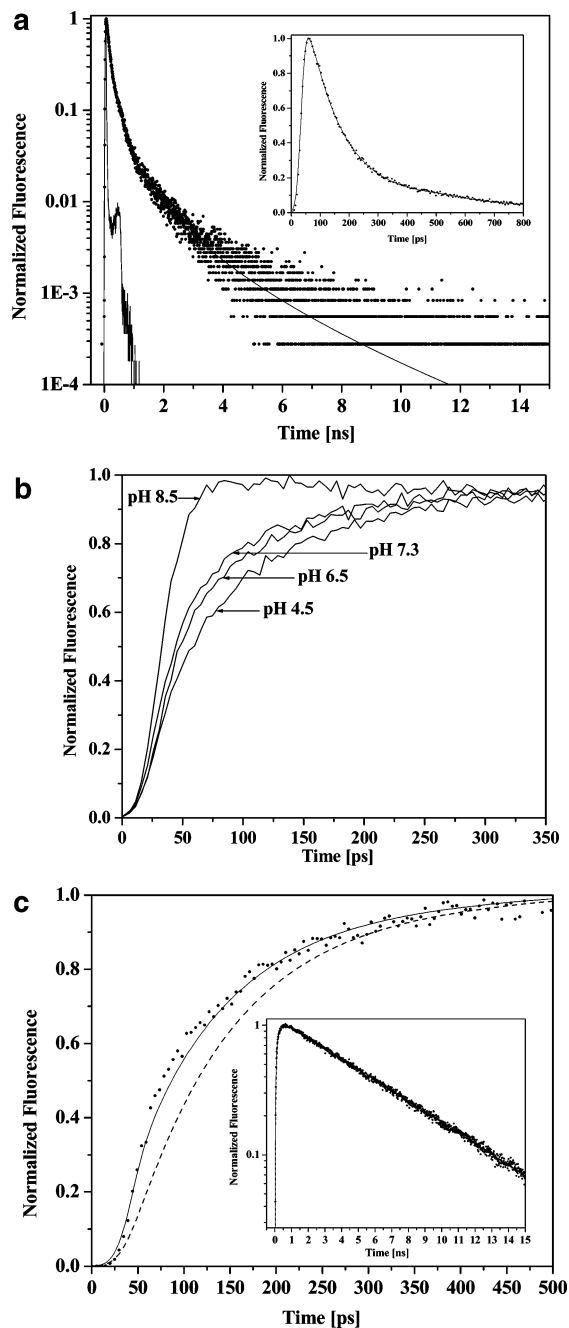 a
1
0.1
0.01
1E-3
1E-4
Normalized Fluorescence
0 2 4 6 8 10 12 14
Time [ns]
1.0
0.8
0.6
0.4
0.2
0.0
Normalized Fluorescence
0 100 200 300 400 500 600 700 800
Time [ps]
b
1.0
0.8
0.6
0.4
0.2
0.0
Normalized Fluorescence
pH 8.5
pH 7.3
pH 6.5
pH 4.5
0 50 100 150 200 250 300 350
Time [ps]
c
1.0
0.8
0.6
0.4
0.2
0.0
Normalized Fluorescence
0 50 100 150 200 250 300 350 400 450 500
Time [ps]
1
0.1
Normalized Fluorescence
0 1 2 3 4 5 6 7 8 9 10 11 12 13 14 15
Time [ns]